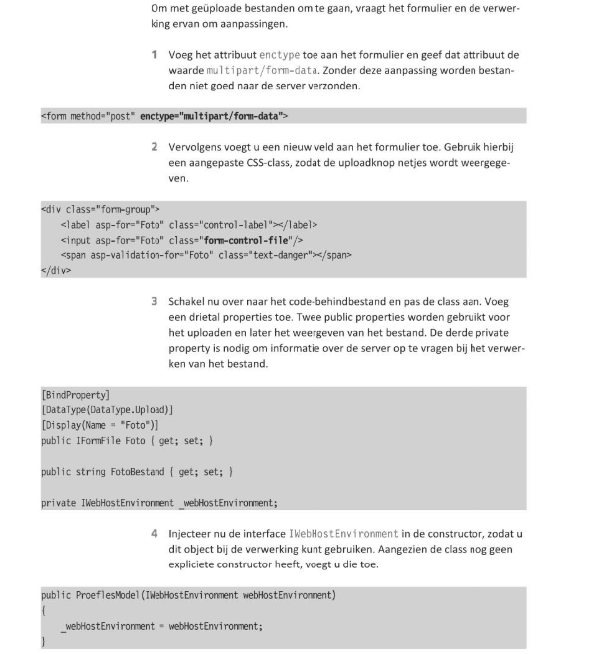 Om met geüploade bestanden om te gaan, vraagt het formulier en de verwer-
king ervan om aanpassingen.
1 Voeg het attribuut enctype toe aan het formulier en geef dat attribuut de
waarde multipart/form-data. Zonder deze aanpassing worden bestan-
den niet goed naar de server verzonden.
<form method="post" enctype="multipart/form-data">
2 Vervolgens voegt u een nieuw veld aan het formulier toe. Gebruik hierbij
een aangepaste CSS-class, zodat de uploadknop netjes wordt weergege-
ven.
<div class="form-group">
<label asp-for="Foto" class="control-label"></label>
<input asp-for="Foto" class="form-control-file"/>
<span asp-validation-for="Foto" class="text-danger"></span>
</div>
3 Schakel nu over naar het code-behindbestand en pas de class aan. Voeg
een drietal properties toe. Twee public properties worden gebruikt voor
het uploaden en later het weergeven van het bestand. De derde private
property is nodig om informatie over de server op te vragen bij het verwer-
ken van het bestand.
[BindProperty]
[DataType(DataType.Upload)]
[Display(Name = "Foto")]
public IFormFile Foto { get; set; }
public string FotoBestand { get; set; }
private IWebHostEnvironment _webHostEnvironment;
4 Injecteer nu de interface IWebHostEnvironment in de constructor, zodat u
dit object bij de verwerking kunt gebruiken. Aangezien de class nog geen
expliciete constructor heeft, voegt u die toe.
public ProeflesModel(IWebHostEnvironment webHostEnvironment)
{
_webHostEnvironment = webHostEnvironment;
}